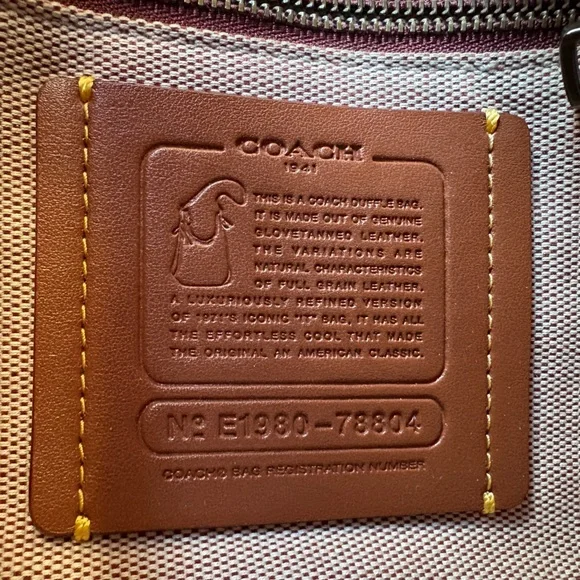 COACH
1941
THIS IS A COACH DUFFLE BAG.
IT IS MADE OUT OF GENUINE
GLOVETANNED LEATHER.
THE VARIATIONS ARE
NATURAL CHARACTERISTICS
OF FULL GRAIN LEATHER.
A LUXURIOUSLY REFINED VERSION
OF 1971'S ICONIC "IT" BAG, IT HAS ALL
THE EFFORTLESS COOL THAT MADE
THE ORIGINAL AN AMERICAN CLASSIC.
Nº E1980-78804
COACH© BAG REGISTRATION NUMBER